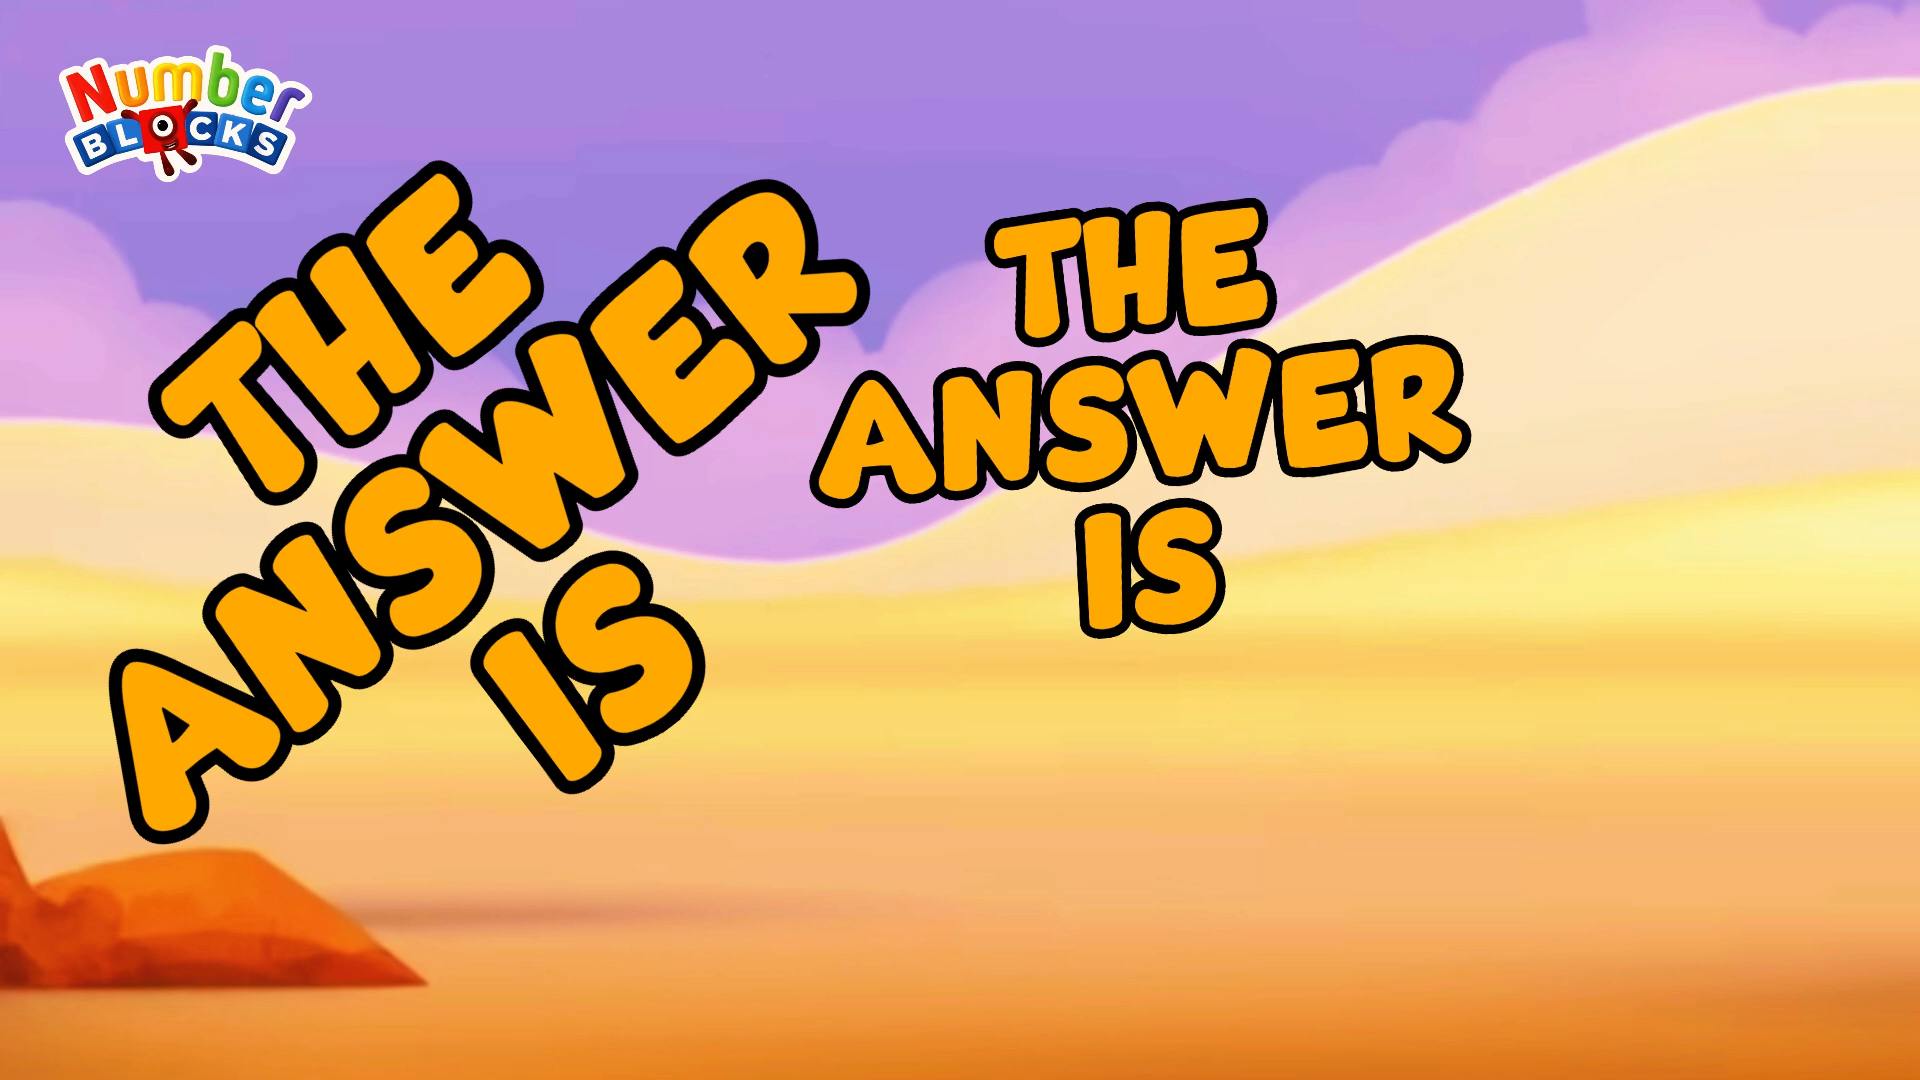 Number
BLOCKS
THE
ANSWER
IS
THE
ANSWER
IS